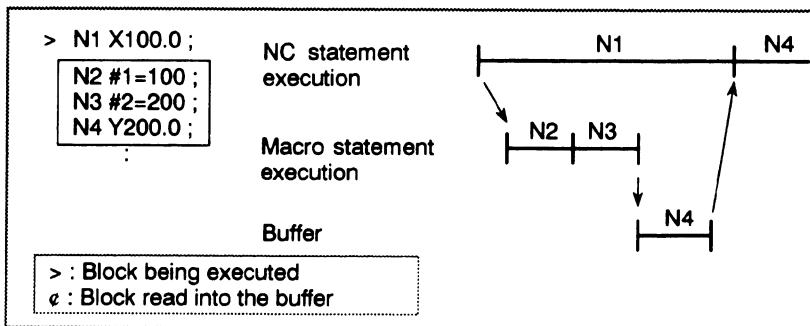 > N1 X100.0 ;
N2 #1=100 ;
N3 #2=200 ;
N4 Y200.0 ;
:
NC statement
execution
N1
N4
Macro statement
execution
N2
N3
Buffer
N4
> : Block being executed
¢ : Block read into the buffer